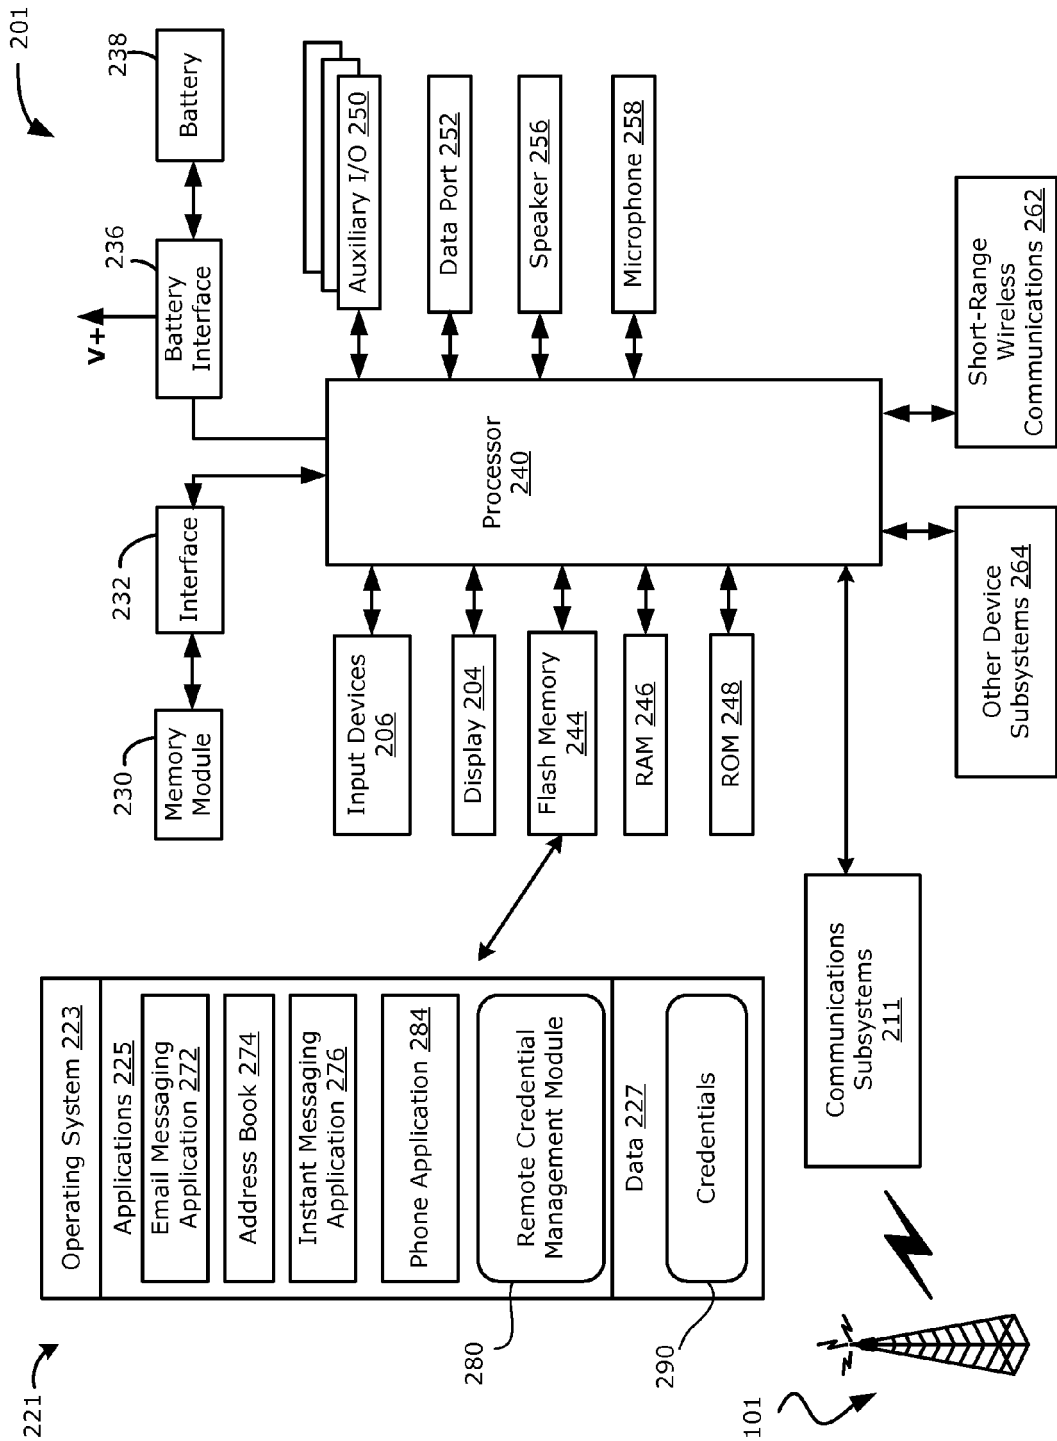 201
238
Battery
236
Battery
Interface
V+
232
Interface
230
Memory
Module
Auxiliary I/O 250
Data Port 252
Speaker 256
Microphone 258
Processor
240
Input Devices
206
Display 204
Flash Memory
244
RAM 246
ROM 248
Short-Range
Wireless
Communications 262
Other Device
Subsystems 264
Communications
Subsystems
211
221
Operating System 223
Applications 225
Email Messaging
Application 272
Address Book 274
Instant Messaging
Application 276
Phone Application 284
Remote Credential
Management Module
280
Data 227
Credentials
290
101